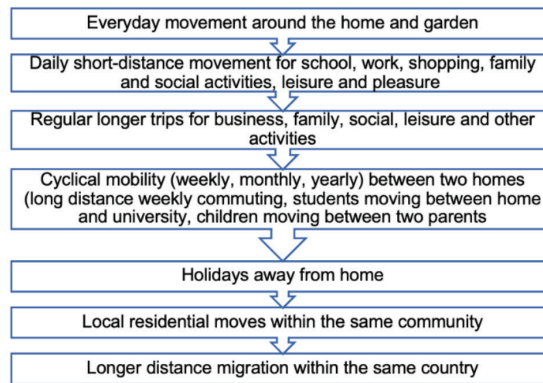 Everyday movement around the home and garden
Daily short-distance movement for school, work, shopping, family
and social activities, leisure and pleasure
Regular longer trips for business, family, social, leisure and other
activities
Cyclical mobility (weekly, monthly, yearly) between two homes
(long distance weekly commuting, students moving between home
and university, children moving between two parents
Holidays away from home
Local residential moves within the same community
Longer distance migration within the same country